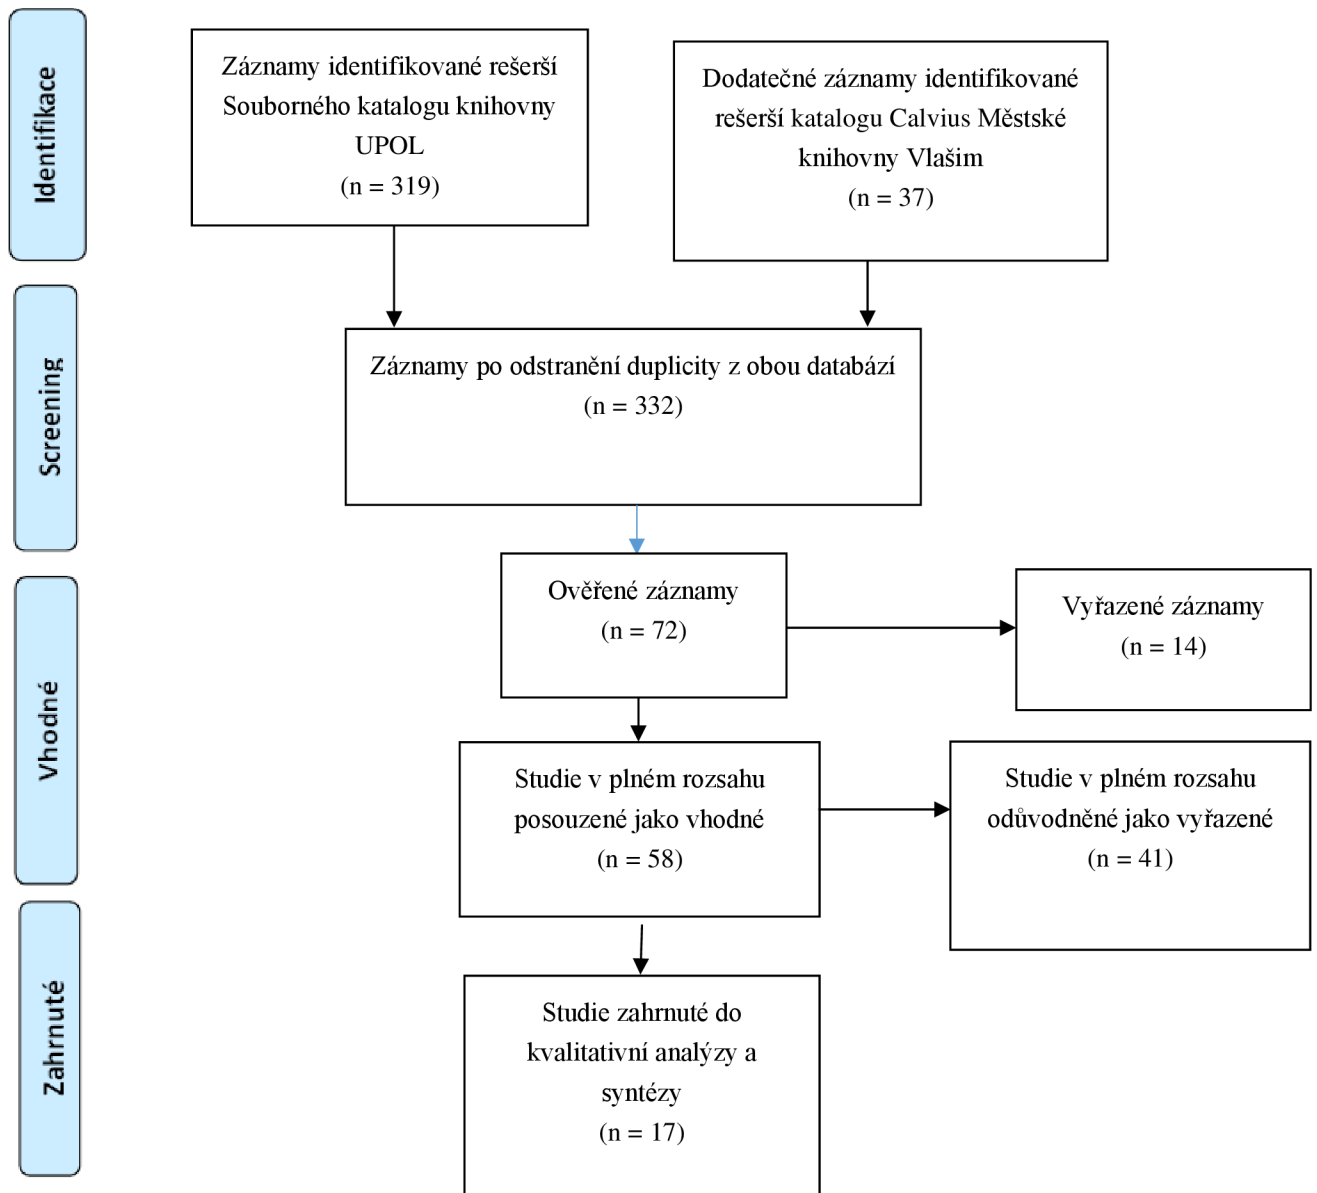 Identifikace
Záznamy identifikované rešerší
Souborného katalogu knihovny
UPOL
(n = 319)
Dodatečné záznamy identifikované
rešerší katalogu Calvius Městské
knihovny Vlašim
(n = 37)
Screening
Záznamy po odstranění duplicity z obou databází
(n = 332)
Vhodné
Ověřené záznamy
(n = 72)
Vyřazené záznamy
(n = 14)
Studie v plném rozsahu
posouzené jako vhodné
(n = 58)
Studie v plném rozsahu
odůvodněné jako vyřazené
(n = 41)
Zahrnuté
Studie zahrnuté do
kvalitativní analýzy a
syntézy
(n = 17)